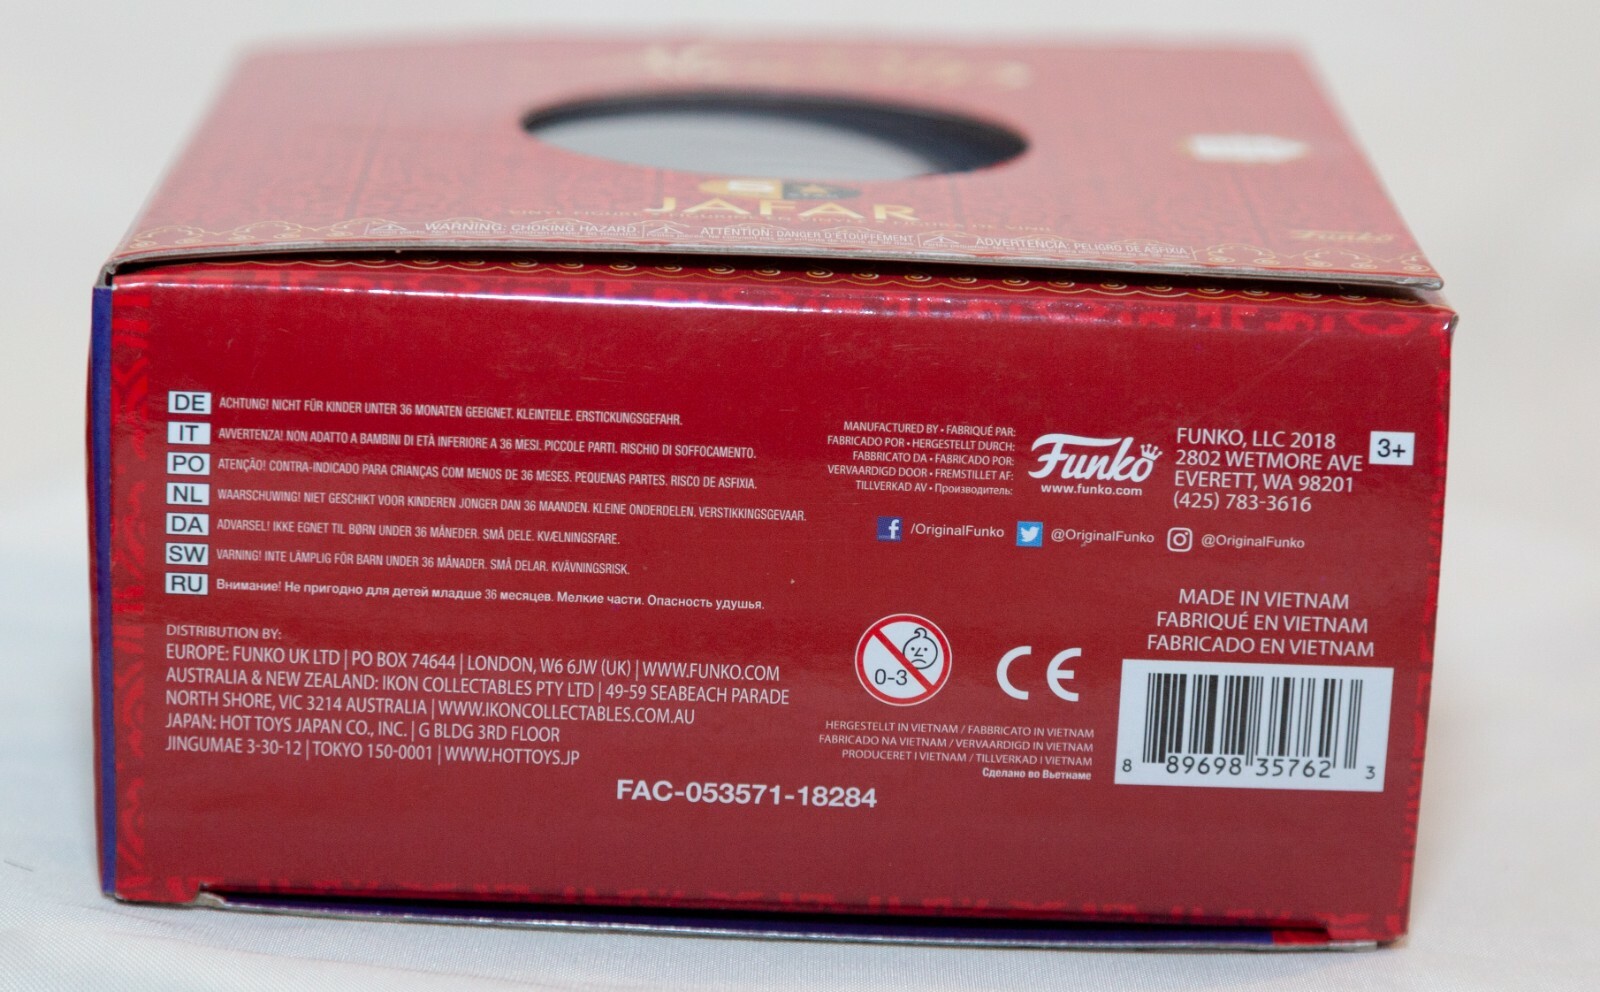 JAFAR
WARNING: CHOKING HAZARD
ATTENTION: DANGER D'ÉTOUFFEMENT
ADVERTENCIA: PELIGRO DE ASFIXIA
Funko
DE ACHTUNG! NICHT FÜR KINDER UNTER 36 MONATEN GEEIGNET. KLEINTEILE. ERSTICKUNGSGEFAHR.
IT AVVERTENZA! NON ADATTO A BAMBINI DI ETÀ INFERIORE A 36 MESI. PICCOLE PARTI. RISCHIO DI SOFFOCAMENTO.
PO ATENÇÃO! CONTRA-INDICADO PARA CRIANÇAS COM MENOS DE 36 MESES. PEQUENAS PARTES. RISCO DE ASFIXIA.
NL WAARSCHUWING! NIET GESCHIKT VOOR KINDEREN JONGER DAN 36 MAANDEN. KLEINE ONDERDELEN. VERSTIKKINGSGEVAAR.
DA ADVARSEL! IKKE EGNET TIL BØRN UNDER 36 MÅNEDER. SMÅ DELE. KVÆLNINGSFARE.
SW VARNING! INTE LÄMPLIG FÖR BARN UNDER 36 MÅNADER. SMÅ DELAR. KVÄVNINGSRISK.
RU Внимание! Не пригодно для детей младше 36 месяцев. Мелкие части. Опасность удушья.
DISTRIBUTION BY:
EUROPE: FUNKO UK LTD | PO BOX 74644 | LONDON, W6 6JW (UK) | WWW.FUNKO.COM
AUSTRALIA & NEW ZEALAND: IKON COLLECTABLES PTY LTD | 49-59 SEABEACH PARADE
NORTH SHORE, VIC 3214 AUSTRALIA | WWW.IKONCOLLECTABLES.COM.AU
JAPAN: HOT TOYS JAPAN CO., INC. | G BLDG 3RD FLOOR
JINGUMAE 3-30-12 | TOKYO 150-0001 | WWW.HOTTOYS.JP
FAC-053571-18284
MANUFACTURED BY • FABRIQUÉ PAR:
FABRICADO POR • HERGESTELLT DURCH:
FABBRICATO DA • FABRICADO POR:
VERVAARDIGD DOOR • FREMSTILLET AF:
TILLVERKAD AV • Производитель:
Funko
www.funko.com
FUNKO, LLC 2018
2802 WETMORE AVE
EVERETT, WA 98201
(425) 783-3616
3+
/OriginalFunko
@OriginalFunko
@OriginalFunko
0-3
CE
MADE IN VIETNAM
FABRIQUÉ EN VIETNAM
FABRICADO EN VIETNAM
HERGESTELLT IN VIETNAM / FABBRICATO IN VIETNAM
FABRICADO NA VIETNAM / VERVAARDIGD IN VIETNAM
PRODUCERET I VIETNAM / TILLVERKAD I VIETNAM
Сделано во Вьетнаме
8 89698 35762 3